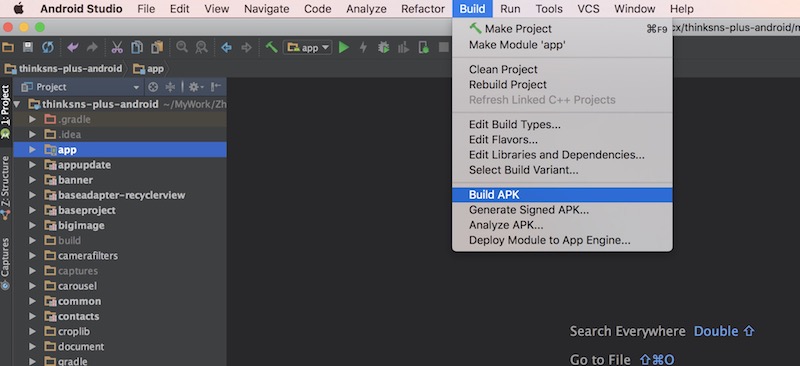 Android Studio File Edit View Navigate Code Analyze Refactor Build Run Tools VCS Window Help
Make Project ⌘F9
cx/thinksns-plus-android/m
Make Module 'app'
app
thinksns-plus-android app
Clean Project
Rebuild Project
Refresh Linked C++ Projects
Edit Build Types...
Edit Flavors...
Edit Libraries and Dependencies...
Select Build Variant...
Build APK
Generate Signed APK...
Analyze APK...
Deploy Module to App Engine...
1: Project
Z: Structure
Captures
Project
thinksns-plus-android ~/MyWork/Zh
.gradle
.idea
app
appupdate
banner
baseadapter-recyclerview
baseproject
bigimage
build
camerafilters
captures
carousel
common
contacts
croplib
document
gradle
Search Everywhere Double ⇧
Go to File ⇧⌘O